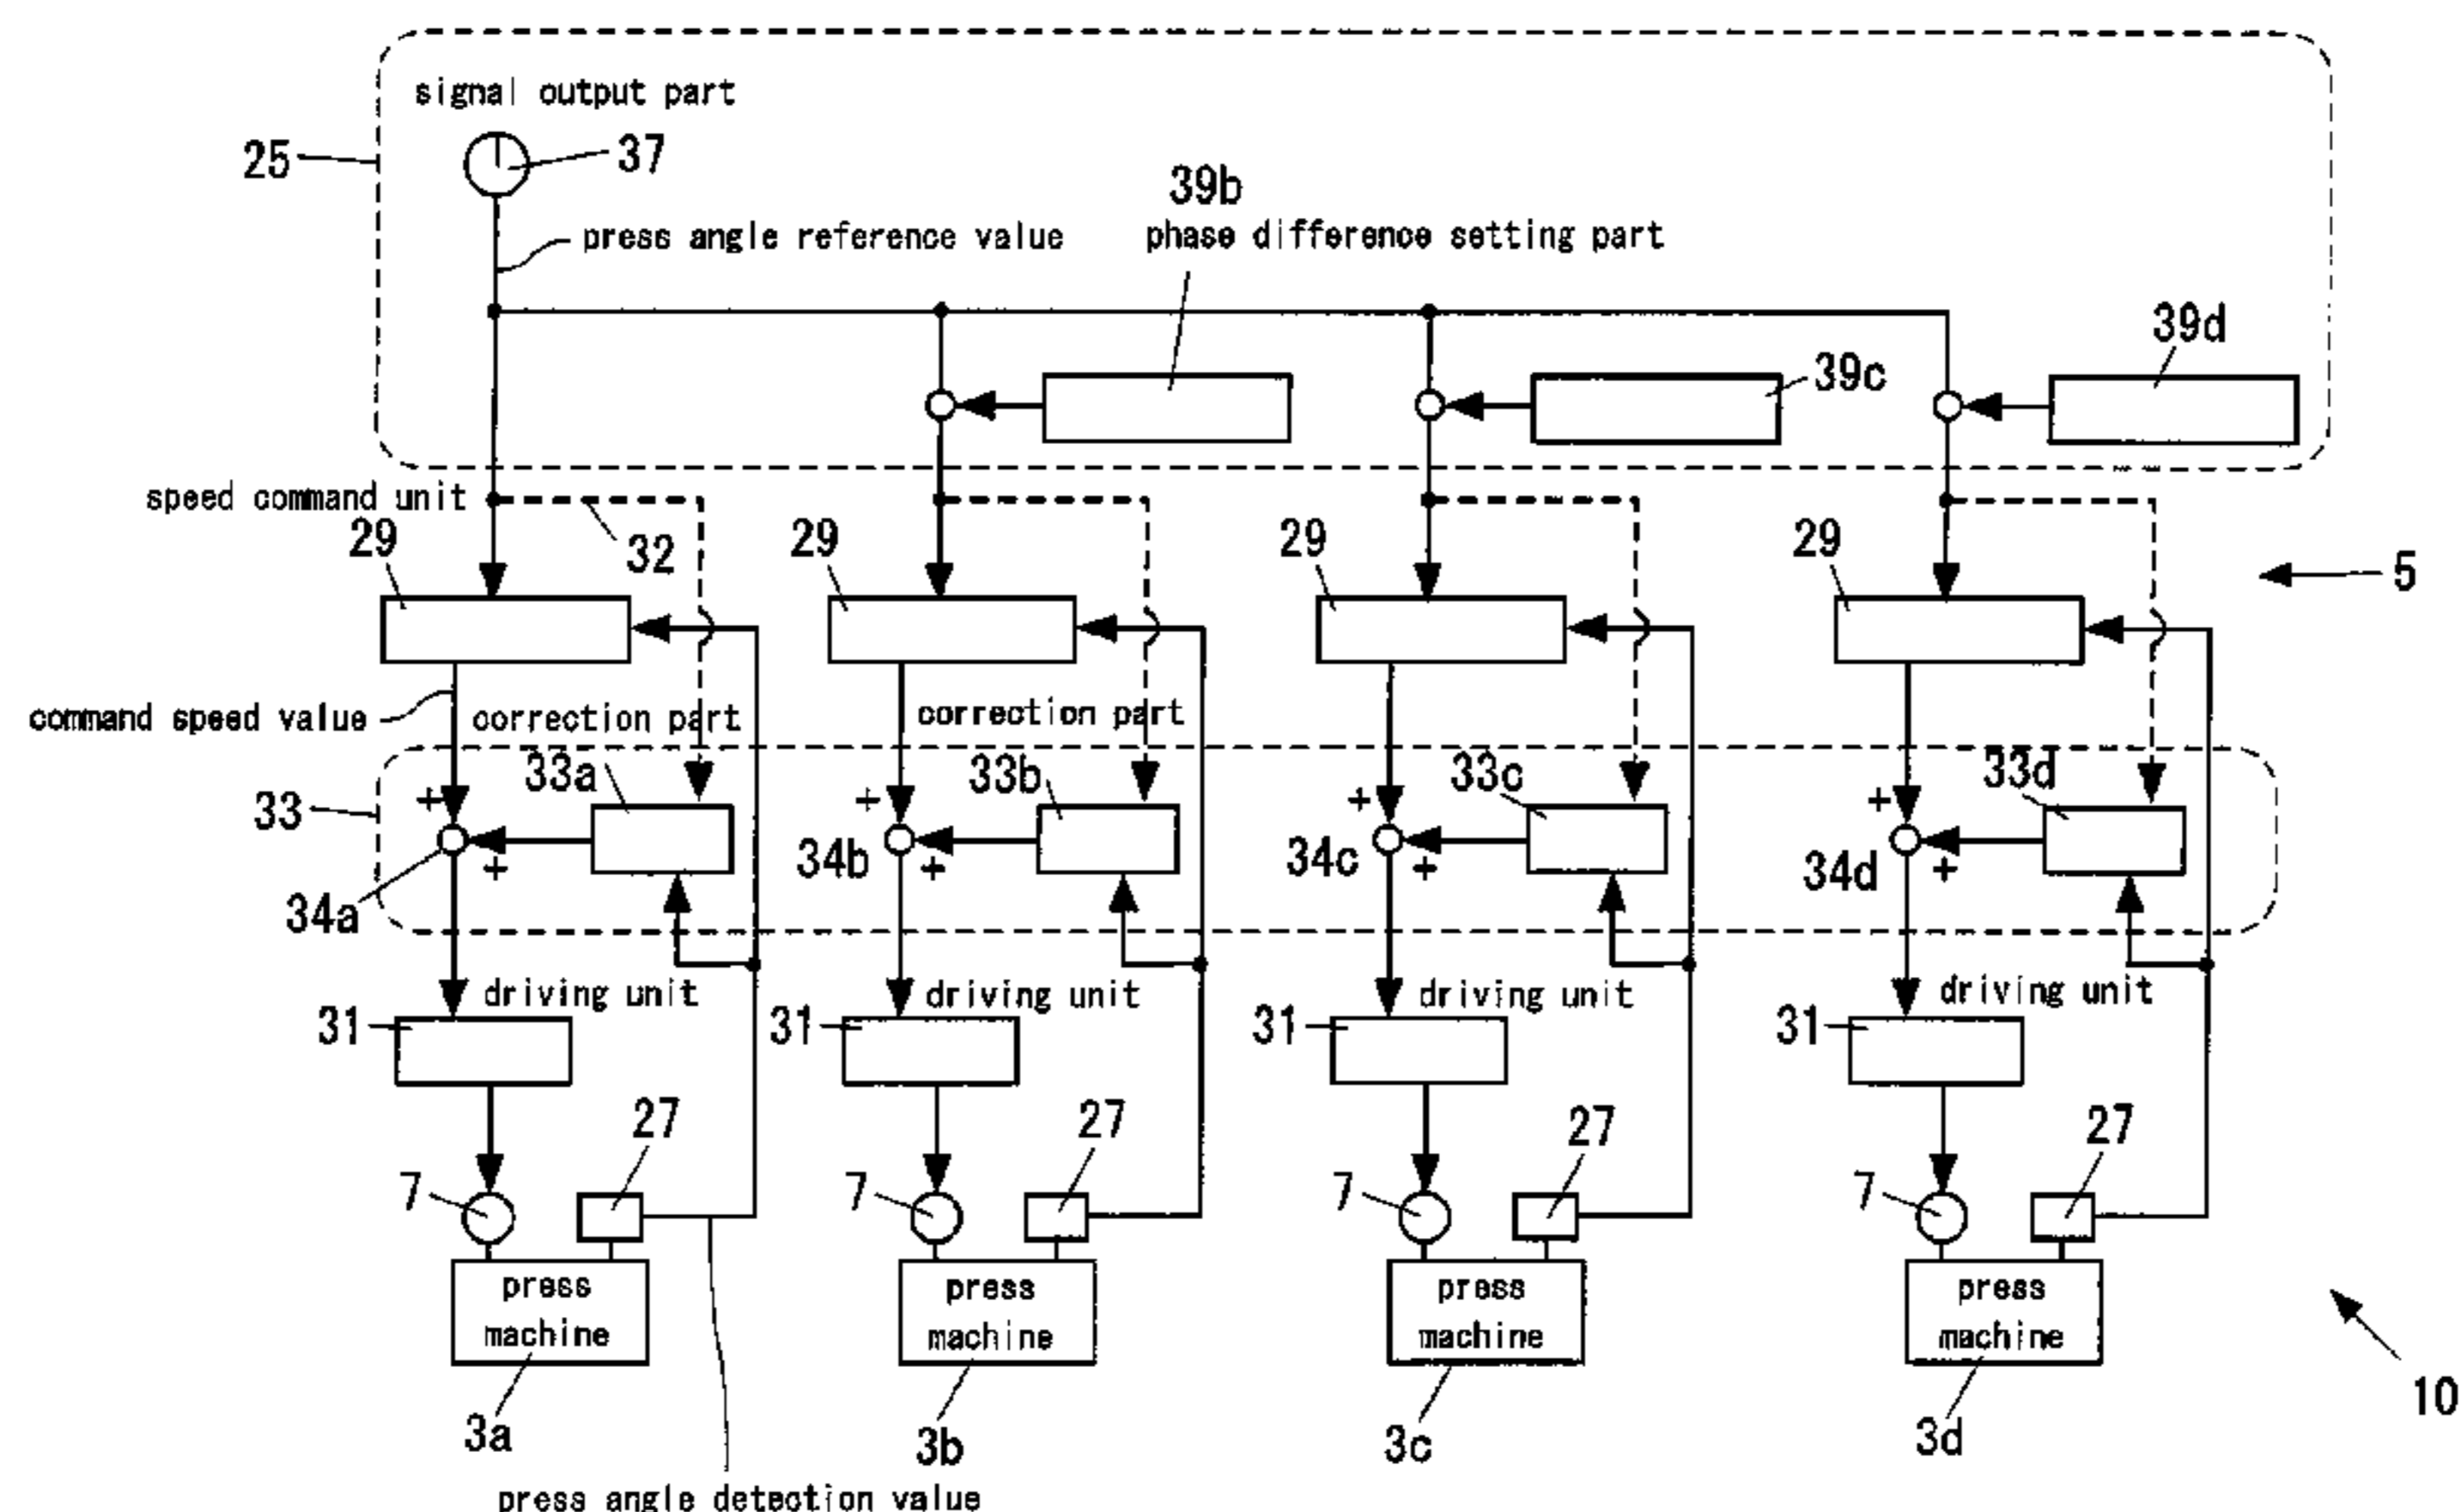 signal output part
25
37
39b
press angle reference value
phase difference setting part
39d
39c
speed command unit
29
32
29
29
29
5
command speed value
correction part
correction part
33
33a
33b
33c
33d
+
+
+
+
34a
+
34b
+
34c
+
34d
+
driving unit
driving unit
driving unit
driving unit
31
31
31
31
27
27
27
27
7
7
7
7
press
machine
press
machine
press
machine
press
machine
3a
3b
3c
3d
10
press angle detection value